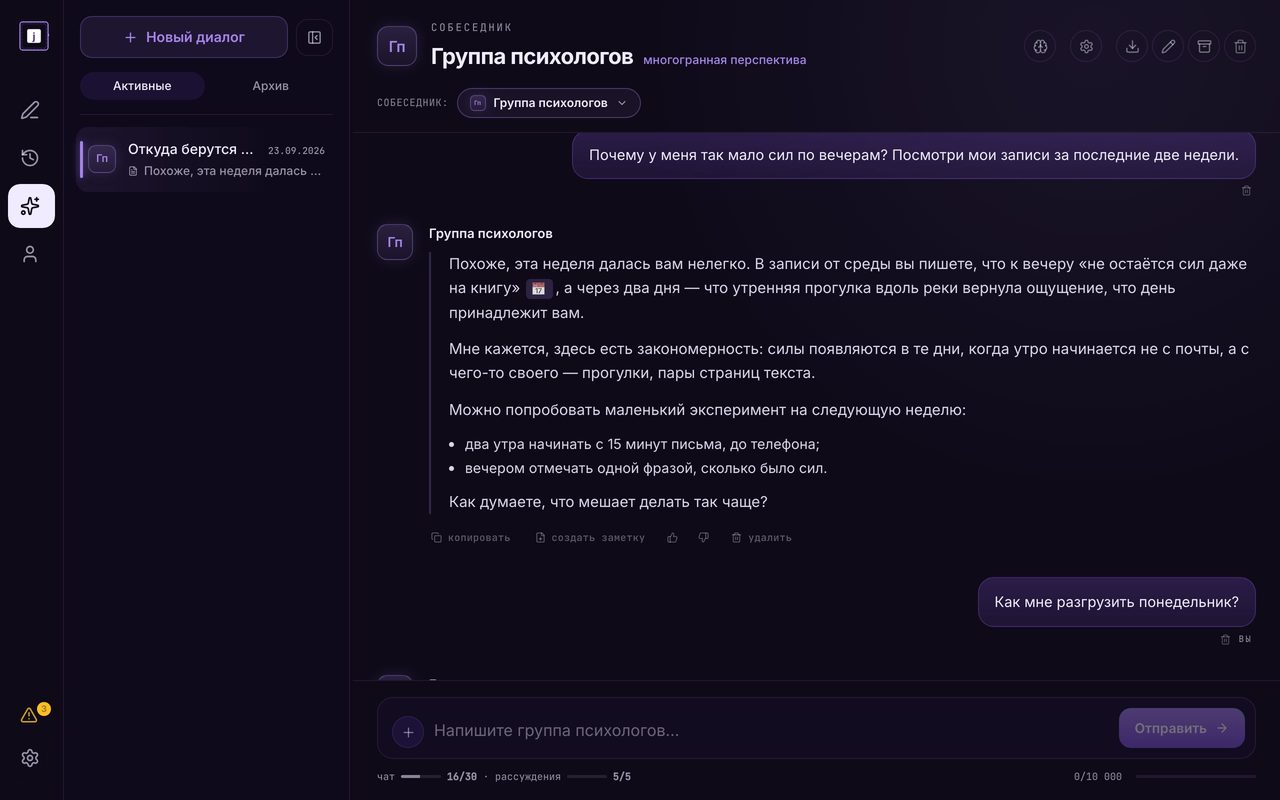 j
Новый диалог
Активные
Архив
Гп
Откуда берутся ...
23.09.2026
Похоже, эта неделя далась ...
3
Гп
СОБЕСЕДНИК
Группа психологов
многогранная перспектива
СОБЕСЕДНИК:
Гп
Группа психологов
Почему у меня так мало сил по вечерам? Посмотри мои записи за последние две недели.
Гп
Группа психологов
Похоже, эта неделя далась вам нелегко. В записи от среды вы пишете, что к вечеру «не остаётся сил даже
на книгу» 📅 , а через два дня — что утренняя прогулка вдоль реки вернула ощущение, что день
принадлежит вам.
Мне кажется, здесь есть закономерность: силы появляются в те дни, когда утро начинается не с почты, а с
чего-то своего — прогулки, пары страниц текста.
Можно попробовать маленький эксперимент на следующую неделю:
• два утра начинать с 15 минут письма, до телефона;
• вечером отмечать одной фразой, сколько было сил.
Как думаете, что мешает делать так чаще?
копировать
создать заметку
удалить
Как мне разгрузить понедельник?
ВЫ
Напишите группа психологов...
Отправить →
чат 16/30 · рассуждения 5/5
0/10 000